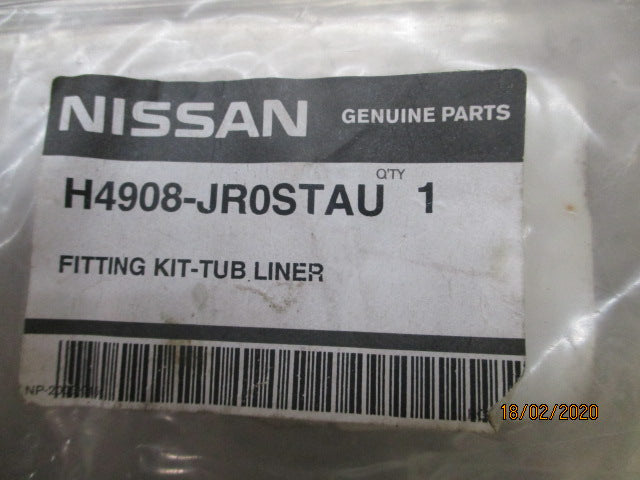 NISSAN GENUINE PARTS
Q'TY
H4908-JR0STAU 1
FITTING KIT-TUB LINER
18/02/2020